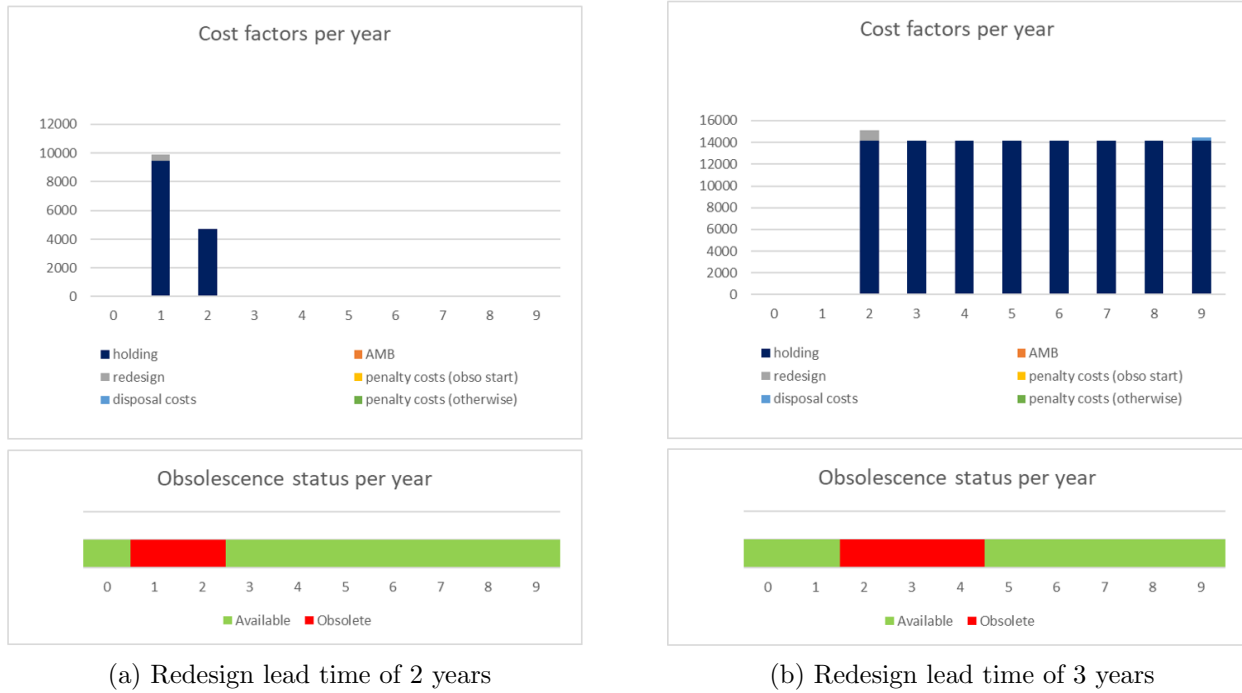 Cost factors per year
12000
10000
8000
6000
4000
2000
0
0 1 2 3 4 5 6 7 8 9
holding AMB
redesign penalty costs (obso start)
disposal costs penalty costs (otherwise)
Obsolescence status per year
0 1 2 3 4 5 6 7 8 9
Available Obsolete
(a) Redesign lead time of 2 years
Cost factors per year
16000
14000
12000
10000
8000
6000
4000
2000
0
0 1 2 3 4 5 6 7 8 9
holding AMB
redesign penalty costs (obso start)
disposal costs penalty costs (otherwise)
Obsolescence status per year
0 1 2 3 4 5 6 7 8 9
Available Obsolete
(b) Redesign lead time of 3 years